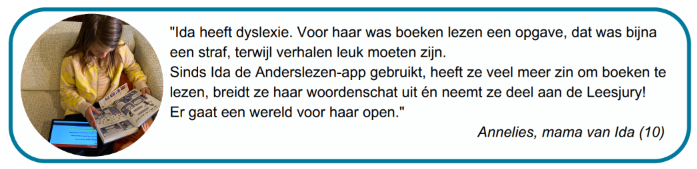 "Ida heeft dyslexie. Voor haar was boeken lezen een opgave, dat was bijna
een straf, terwijl verhalen leuk moeten zijn.
Sinds Ida de Anderslezen-app gebruikt, heeft ze veel meer zin om boeken te
lezen, breidt ze haar woordenschat uit én neemt ze deel aan de Leesjury!
Er gaat een wereld voor haar open."
Annelies, mama van Ida (10)